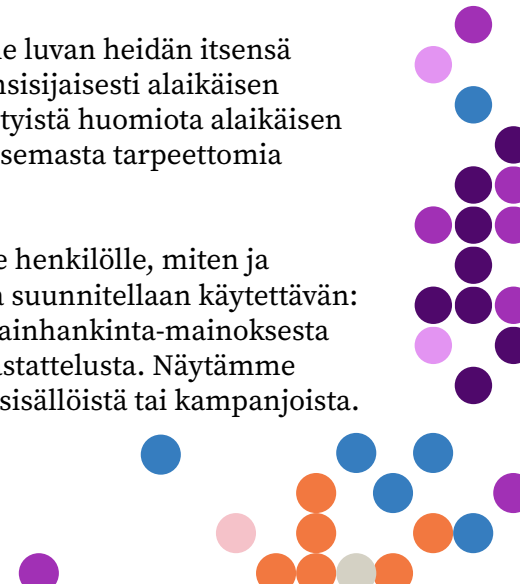 luvan heidän itsensä
sisijaisesti alaikäisen
tyistä huomiota alaikäisen
semasta tarpeettomia
henkilölle, miten ja
suunnitellaan käytettävän:
ainhankinta-mainoksesta
stattelusta. Näytämme
sisällöistä tai kampanjoista.